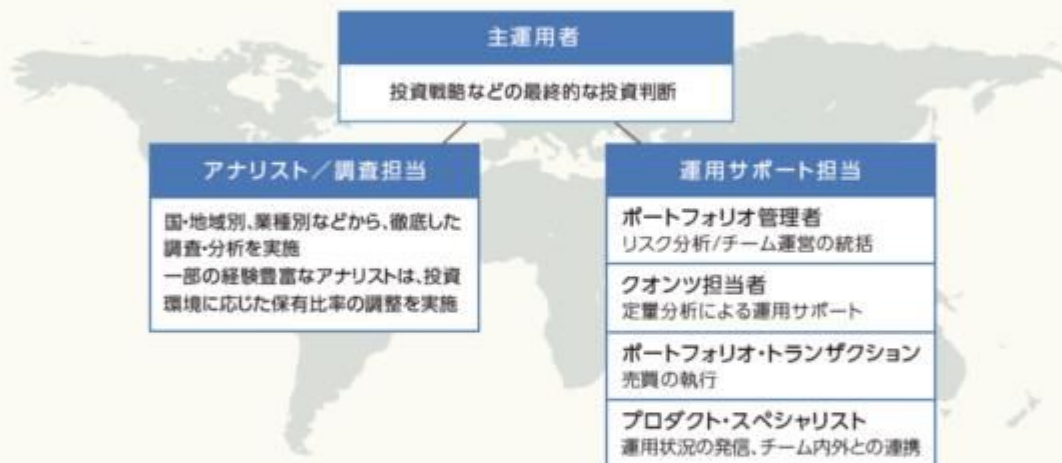 主運用者
投資戦略などの最終的な投資判断
アナリスト／調査担当
国・地域別、業種別などから、徹底した
調査・分析を実施
一部の経験豊富なアナリストは、投資
環境に応じた保有比率の調整を実施
運用サポート担当
ポートフォリオ管理者
リスク分析/チーム運営の統括
クオンツ担当者
定量分析による運用サポート
ポートフォリオ・トランザクション
売買の執行
プロダクト・スペシャリスト
運用状況の発信、チーム内外との連携